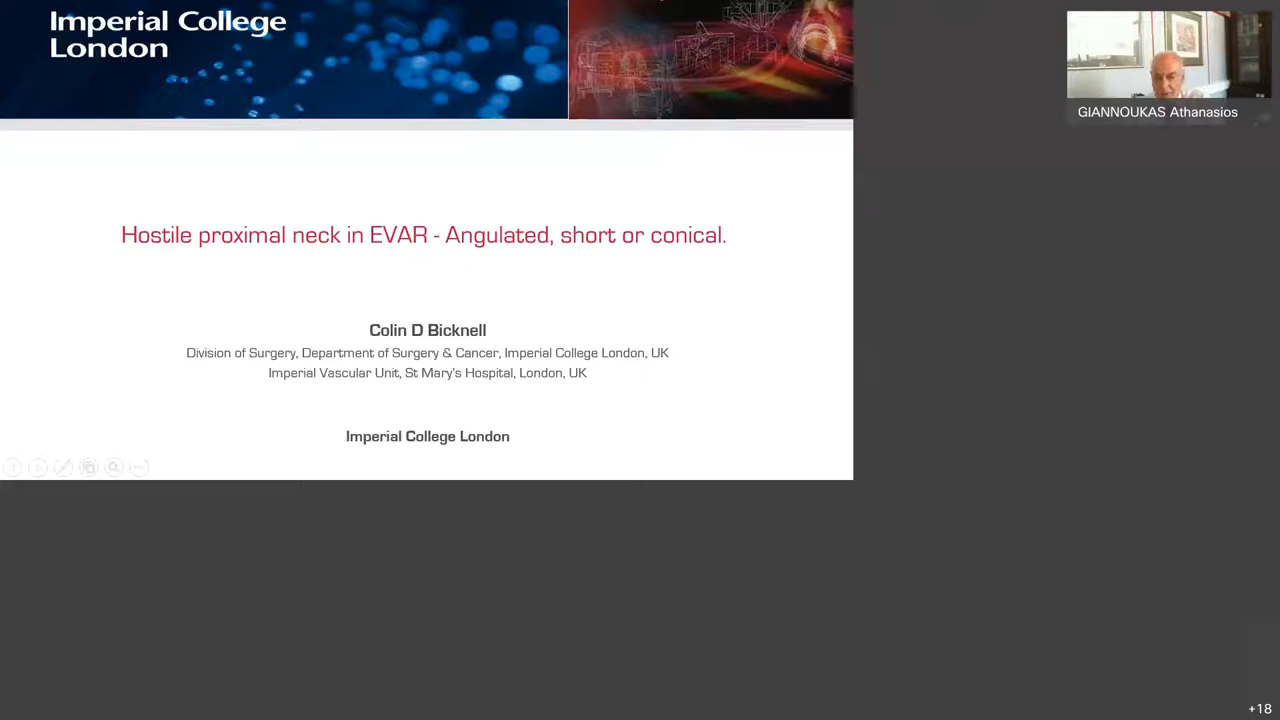 Imperial College
London
GIANNOUKAS Athanasios
Hostile proximal neck in EVAR - Angulated, short or conical.
Colin D Bicknell
Division of Surgery, Department of Surgery & Cancer, Imperial College London, UK
Imperial Vascular Unit, St Mary's Hospital, London, UK
Imperial College London
+18